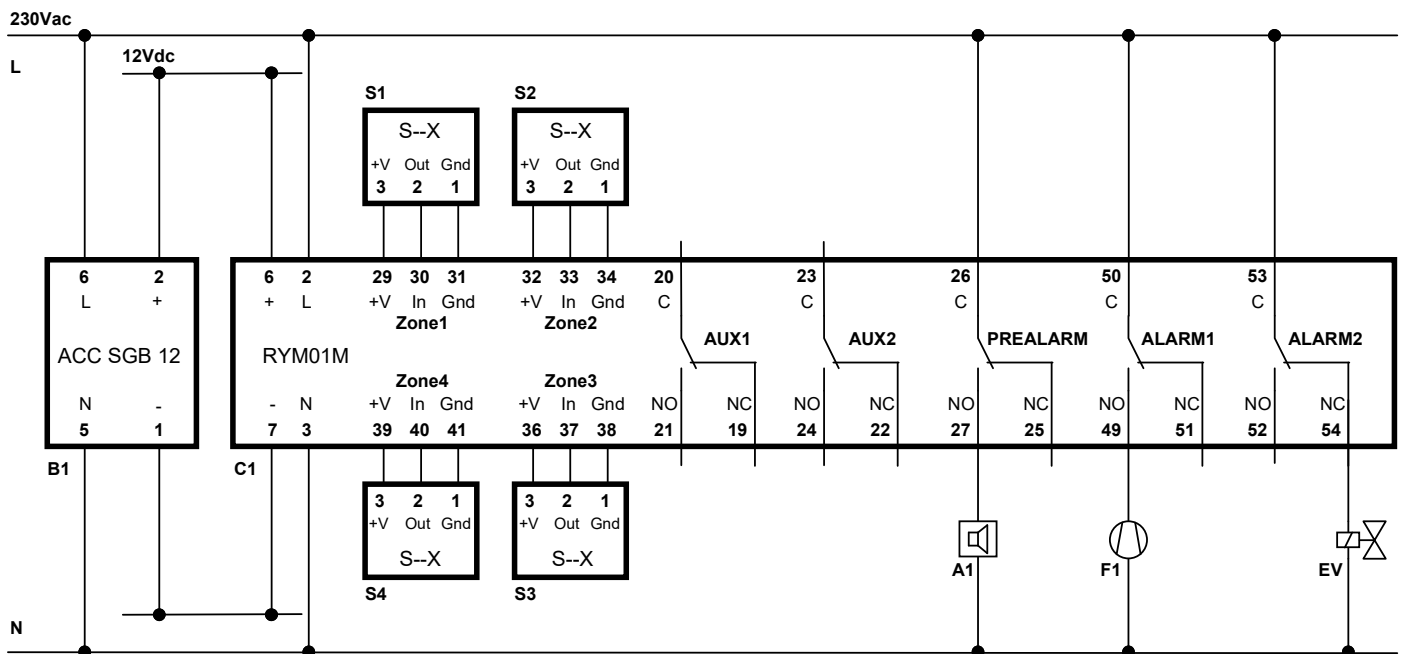 230Vac
12Vdc
L
S1 S2
S--X S--X
+V Out Gnd +V Out Gnd
3 2 1 3 2 1
6 2 6 2 29 30 31 32 33 34 20 23 26 50 53
L + + L +V In Gnd +V In Gnd C C C C C
Zone1 Zone2
AUX1 AUX2 PREALARM ALARM1 ALARM2
ACC SGB 12 RYM01M
Zone4 Zone3
N - - N +V In Gnd +V In Gnd NO NC NO NC NO NC NO NC NO NC
5 1 7 3 39 40 41 36 37 38 21 19 24 22 27 25 49 51 52 54
B1 C1
3 2 1 3 2 1
+V Out Gnd +V Out Gnd
S--X S--X
A1 F1 EV
S4 S3
N